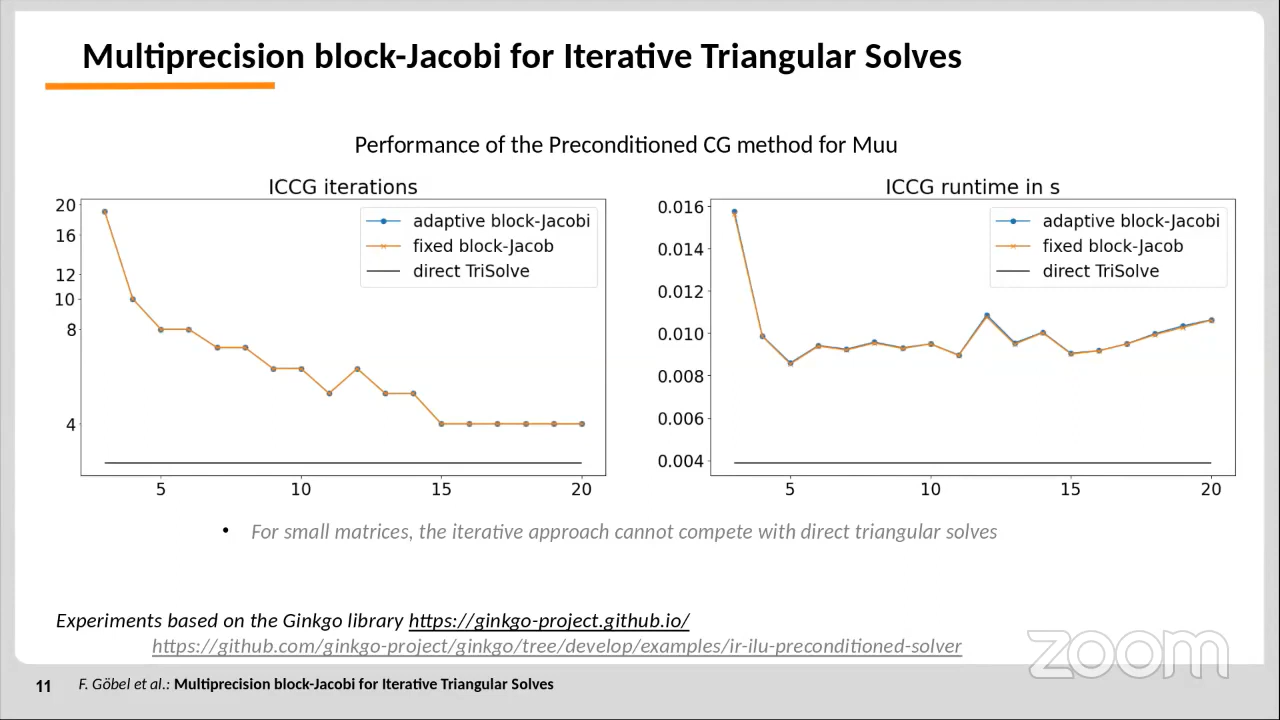 Multiprecision block-Jacobi for Iterative Triangular Solves
Performance of the Preconditioned CG method for Muu
ICCG iterations
20
16
12
10
8
4
5
10
15
20
adaptive block-Jacobi
fixed block-Jacob
direct TriSolve
ICCG runtime in s
0.016
0.014
0.012
0.010
0.008
0.006
0.004
5
10
15
20
adaptive block-Jacobi
fixed block-Jacob
direct TriSolve
• For small matrices, the iterative approach cannot compete with direct triangular solves
Experiments based on the Ginkgo library https://ginkgo-project.github.io/
https://github.com/ginkgo-project/ginkgo/tree/develop/examples/ir-ilu-preconditioned-solver
zoom
11 F. Göbel et al.: Multiprecision block-Jacobi for Iterative Triangular Solves